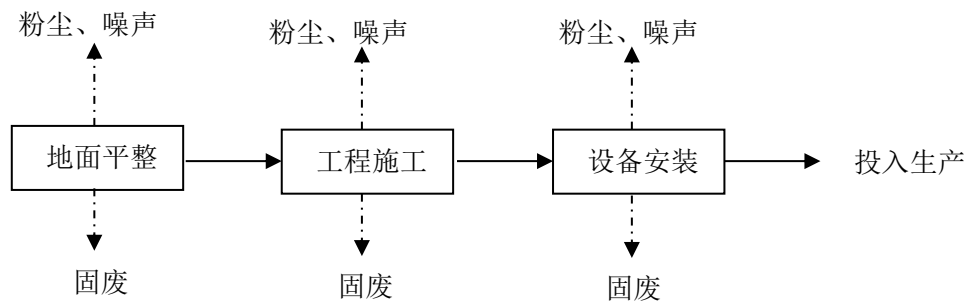 粉尘、噪声 粉尘、噪声 粉尘、噪声
地面平整 工程施工 设备安装 投入生产
固废 固废 固废